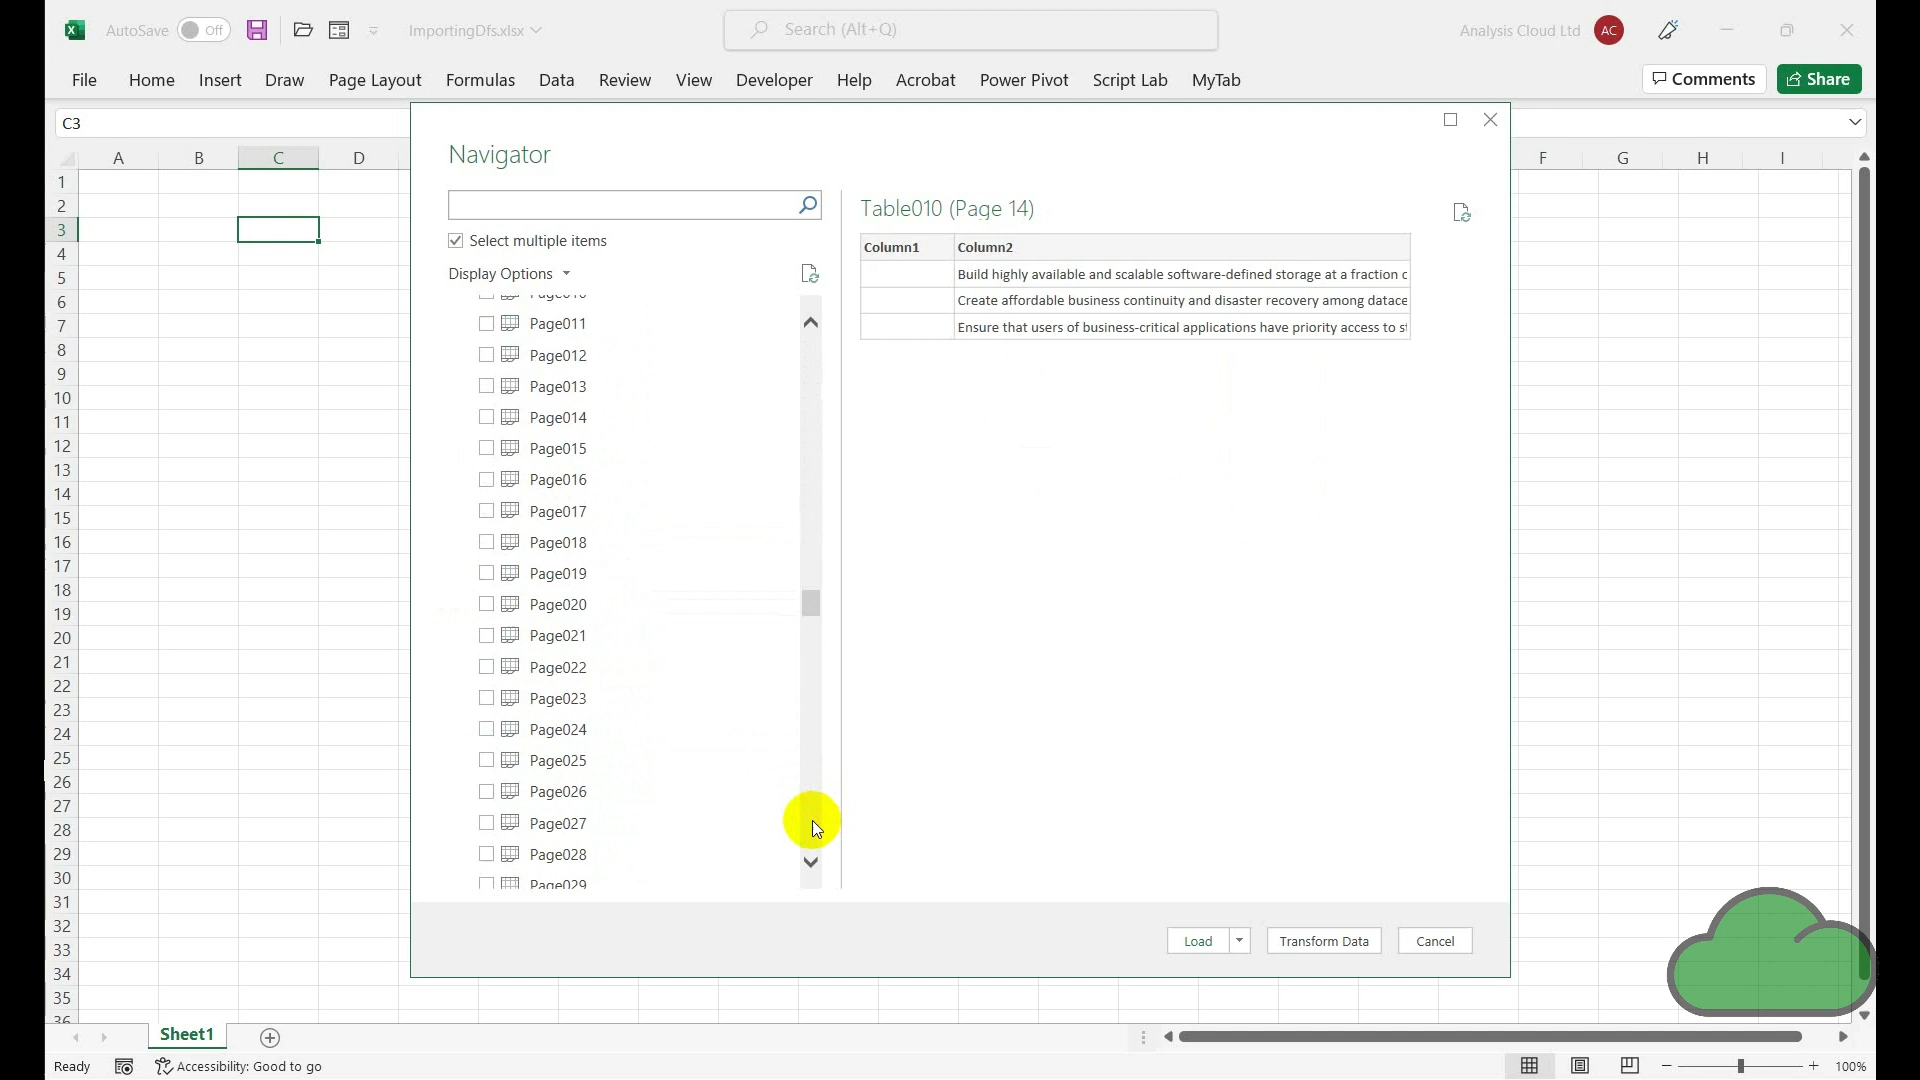 AutoSave Off ImportingDfs.xlsx Search (Alt+Q) Analysis Cloud Ltd AC
File Home Insert Draw Page Layout Formulas Data Review View Developer Help Acrobat Power Pivot Script Lab MyTab Comments Share
C3
A B C D F G H I
Navigator
Select multiple items
Display Options
Page010
Page011
Page012
Page013
Page014
Page015
Page016
Page017
Page018
Page019
Page020
Page021
Page022
Page023
Page024
Page025
Page026
Page027
Page028
Page029
Table010 (Page 14)
Column1 Column2
Build highly available and scalable software-defined storage at a fraction c
Create affordable business continuity and disaster recovery among datace
Ensure that users of business-critical applications have priority access to s
Load Transform Data Cancel
1
2
3
4
5
6
7
8
9
10
11
12
13
14
15
16
17
18
19
20
21
22
23
24
25
26
27
28
29
30
31
32
33
34
35
36
Sheet1
Ready Accessibility: Good to go 100%